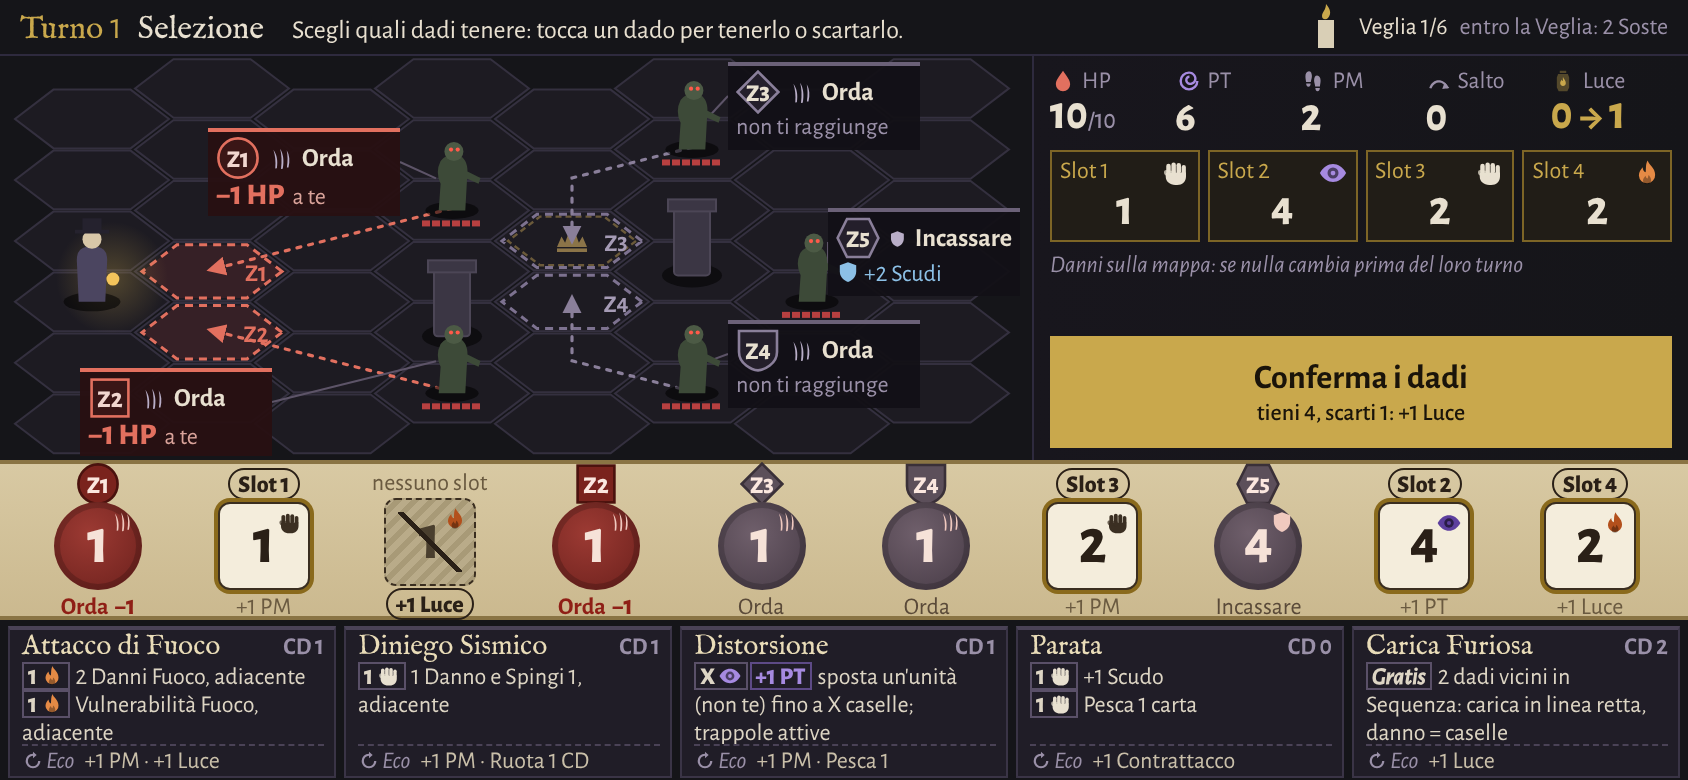 Turno 1 Selezione Scegli quali dadi tenere: tocca un dado per tenerlo o scartarlo.
Veglia 1/6 entro la Veglia: 2 Soste
Z3 Orda
non ti raggiunge
Z1 Orda
−1 HP a te
Z3
Z5 Incassare
+2 Scudi
Z1
Z4
Z2
Z4 Orda
non ti raggiunge
Z2 Orda
−1 HP a te
HP PT PM Salto Luce
10/10 6 2 0 0→1
Slot 1 Slot 2 Slot 3 Slot 4
1 4 2 2
Danni sulla mappa: se nulla cambia prima del loro turno
Conferma i dadi
tieni 4, scarti 1: +1 Luce
Z1 Slot 1 nessuno slot Z2 Z3 Z4 Slot 3 Z5 Slot 2 Slot 4
1 1 1 1 1 1 2 4 4 2
Orda −1 +1 PM +1 Luce Orda −1 Orda Orda +1 PM Incassare +1 PT +1 Luce
Attacco di Fuoco CD 1
1 2 Danni Fuoco, adiacente
1 Vulnerabilità Fuoco,
adiacente
Eco +1 PM · +1 Luce
Diniego Sismico CD 1
1 1 Danno e Spingi 1,
adiacente
Eco +1 PM · Ruota 1 CD
Distorsione CD 1
X +1 PT sposta un'unità
(non te) fino a X caselle;
trappole attive
Eco +1 PM · Pesca 1
Parata CD 0
1 +1 Scudo
1 Pesca 1 carta
Eco +1 Contrattacco
Carica Furiosa CD 2
Gratis 2 dadi vicini in
Sequenza: carica in linea retta,
danno = caselle
Eco +1 Luce